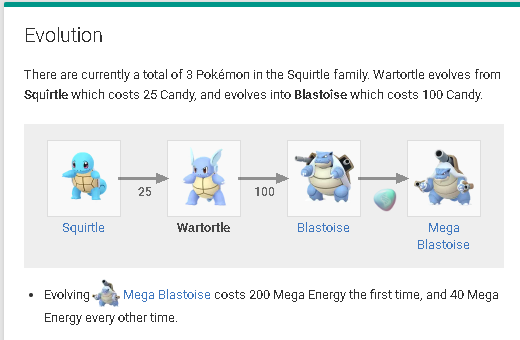 Evolution
There are currently a total of 3 Pokémon in the Squirtle family. Wartortle evolves from
Squirtle which costs 25 Candy, and evolves into Blastoise which costs 100 Candy.
25
100
Squirtle
Wartortle
Blastoise
Mega
Blastoise
Evolving Mega Blastoise costs 200 Mega Energy the first time, and 40 Mega
Energy every other time.